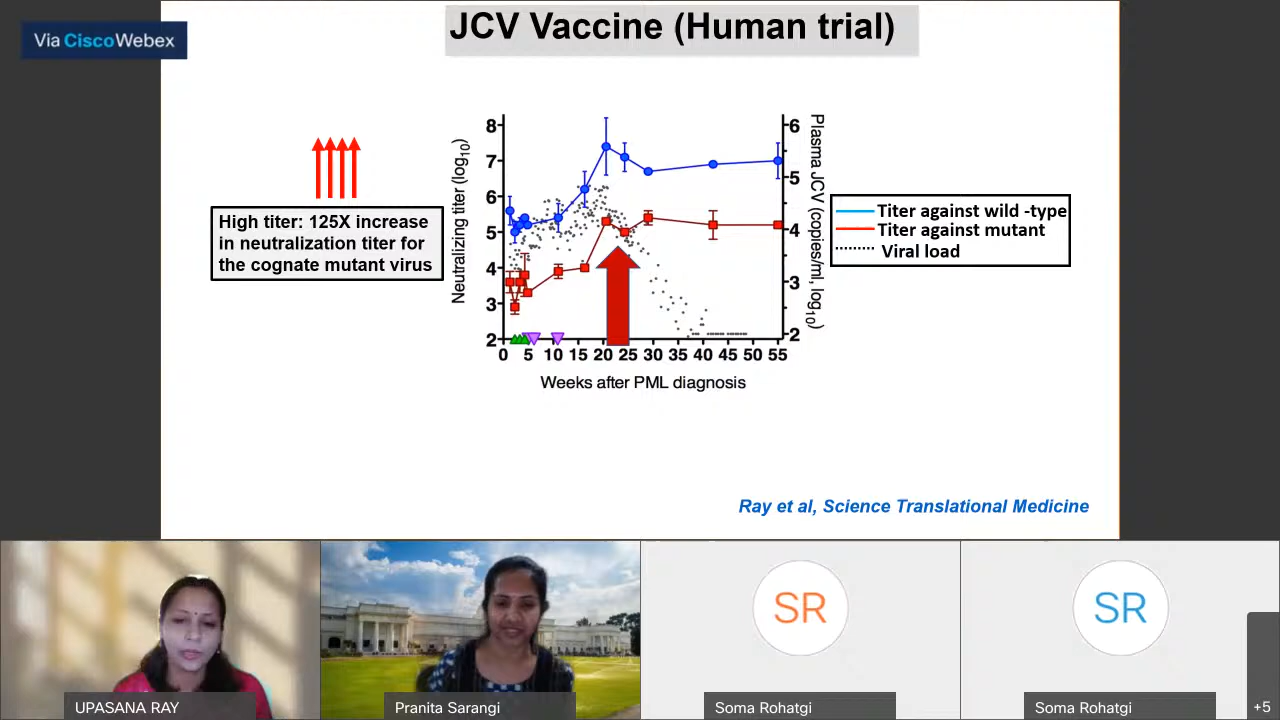 JCV Vaccine (Human trial)
Via CiscoWebex
High titer: 125X increase
in neutralization titer for
the cognate mutant virus
Neutralizing titer (log10)
8
7
6
5
4
3
2
0 5 10 15 20 25 30 35 40 45 50 55
Weeks after PML diagnosis
6
5
4
3
2
Plasma JCV (copies/ml, log10)
Titer against wild -type
Titer against mutant
Viral load
Ray et al, Science Translational Medicine
SR
SR
UPASANA RAY
Pranita Sarangi
Soma Rohatgi
Soma Rohatgi
+5